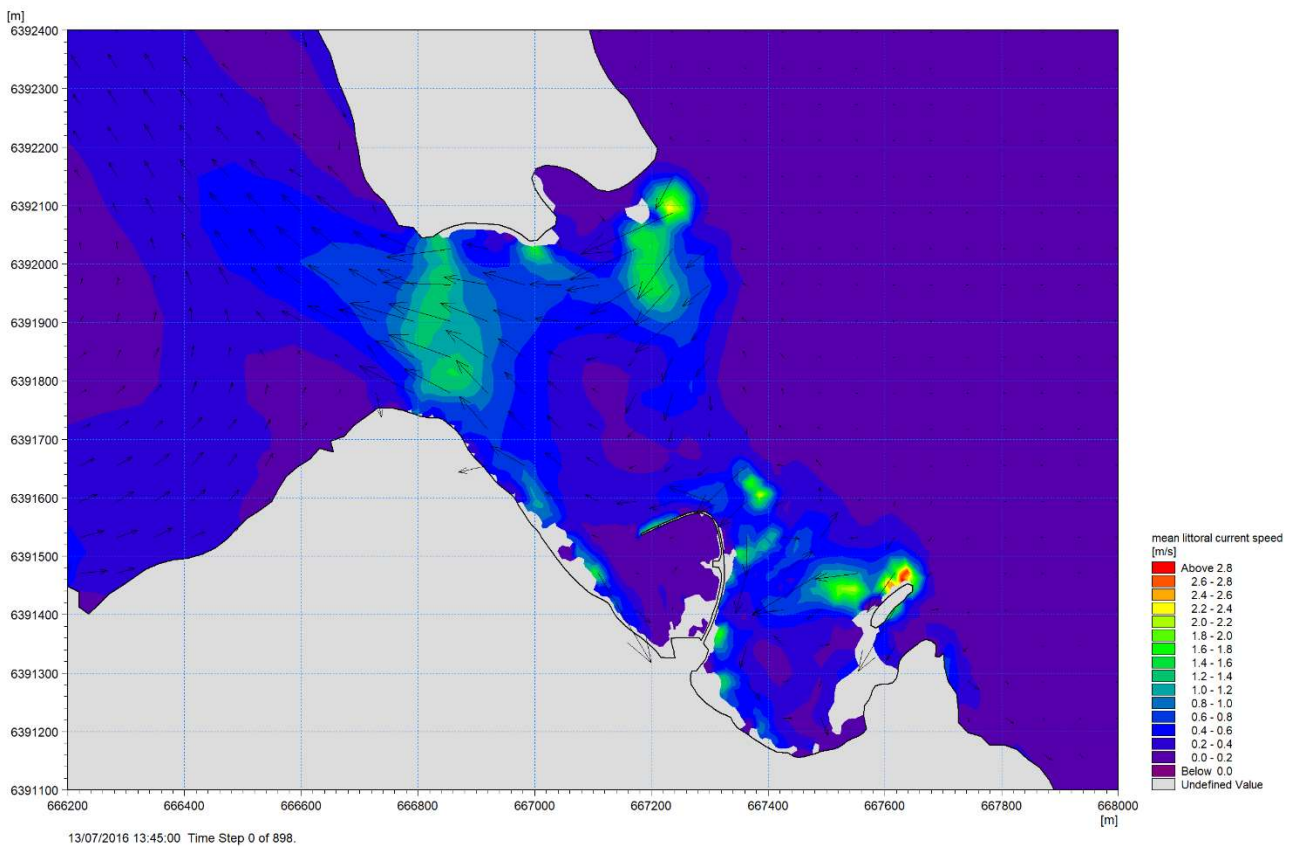 [m]
6392400
6392300
6392200
6392100
6392000
6391900
6391800
6391700
6391600
6391500
6391400
6391300
6391200
6391100
666200 666400 666600 666800 667000 667200 667400 667600 667800 668000
[m]
13/07/2016 13:45:00 Time Step 0 of 898.
mean littoral current speed
[m/s]
Above 2.8
2.6 - 2.8
2.4 - 2.6
2.2 - 2.4
2.0 - 2.2
1.8 - 2.0
1.6 - 1.8
1.4 - 1.6
1.2 - 1.4
1.0 - 1.2
0.8 - 1.0
0.6 - 0.8
0.4 - 0.6
0.2 - 0.4
0.0 - 0.2
Below 0.0
Undefined Value